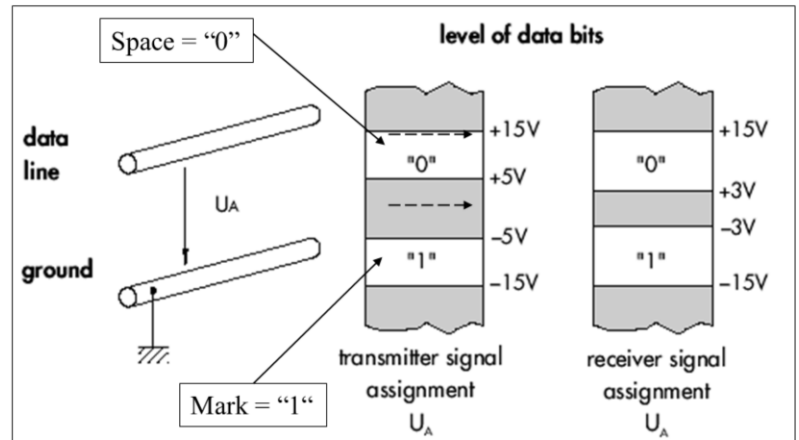 level of data bits
Space = “0”
data
line
UA
ground
"0"
"1"
+15V
+5V
–5V
–15V
transmitter signal
assignment
UA
"0"
"1"
+15V
+3V
–3V
–15V
receiver signal
assignment
UA
Mark = “1“